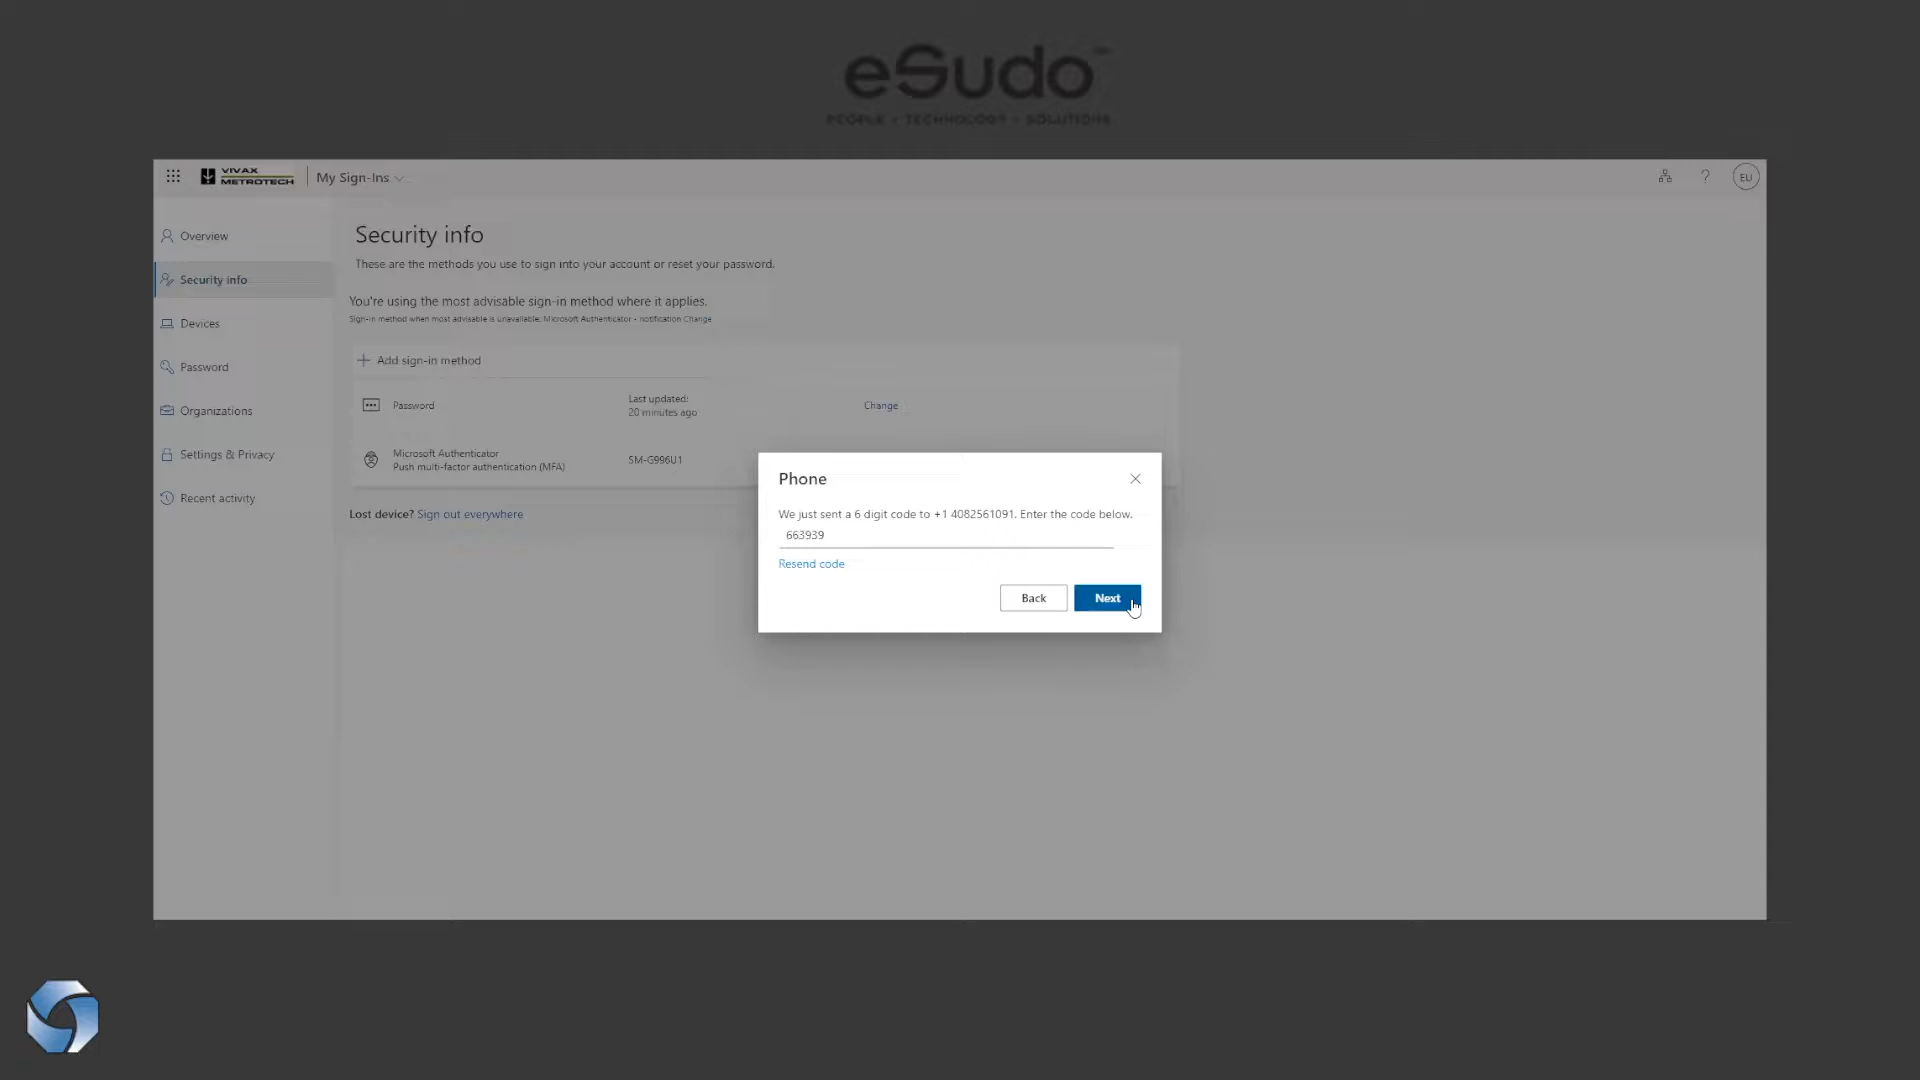 eSudo
PEOPLE • TECHNOLOGY • SOLUTIONS
VIVAX
METROTECH
My Sign-Ins
?
EU
Overview
Security info
Devices
Password
Organizations
Settings & Privacy
Recent activity
Security info
These are the methods you use to sign into your account or reset your password.
You're using the most advisable sign-in method where it applies.
Sign-in method when most advisable is unavailable: Microsoft Authenticator - notification Change
+ Add sign-in method
Password
Last updated:
20 minutes ago
Change
Microsoft Authenticator
Push multi-factor authentication (MFA)
SM-G996U1
Lost device? Sign out everywhere
Phone
We just sent a 6 digit code to +1 4082561091. Enter the code below.
663939
Resend code
Back
Next